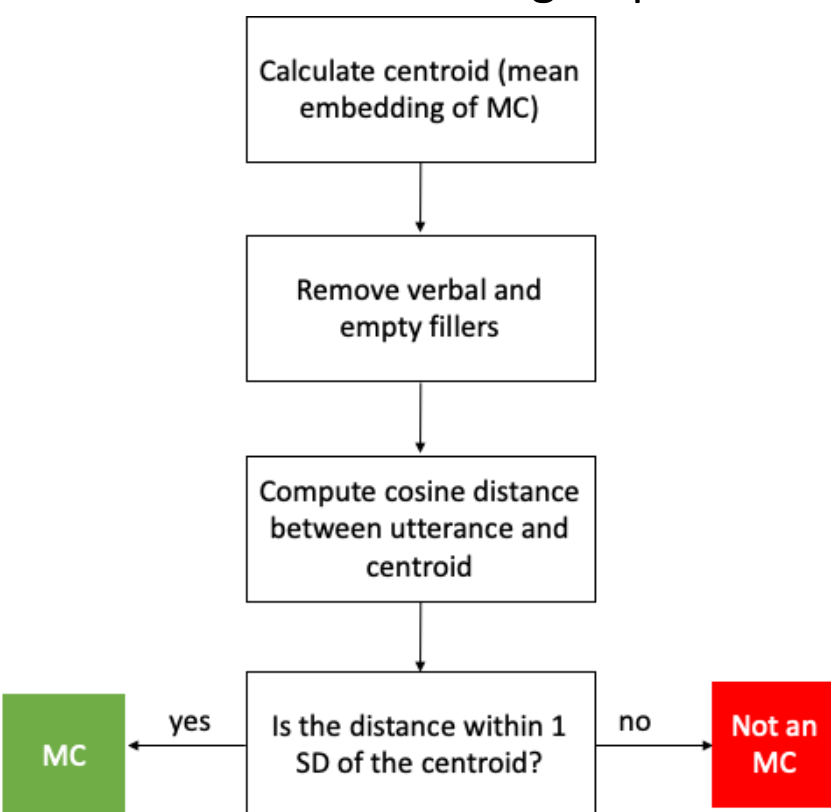 Calculate centroid (mean
embedding of MC)
Remove verbal and
empty fillers
Compute cosine distance
between utterance and
centroid
Is the distance within 1
SD of the centroid?
yes
MC
no
Not an
MC